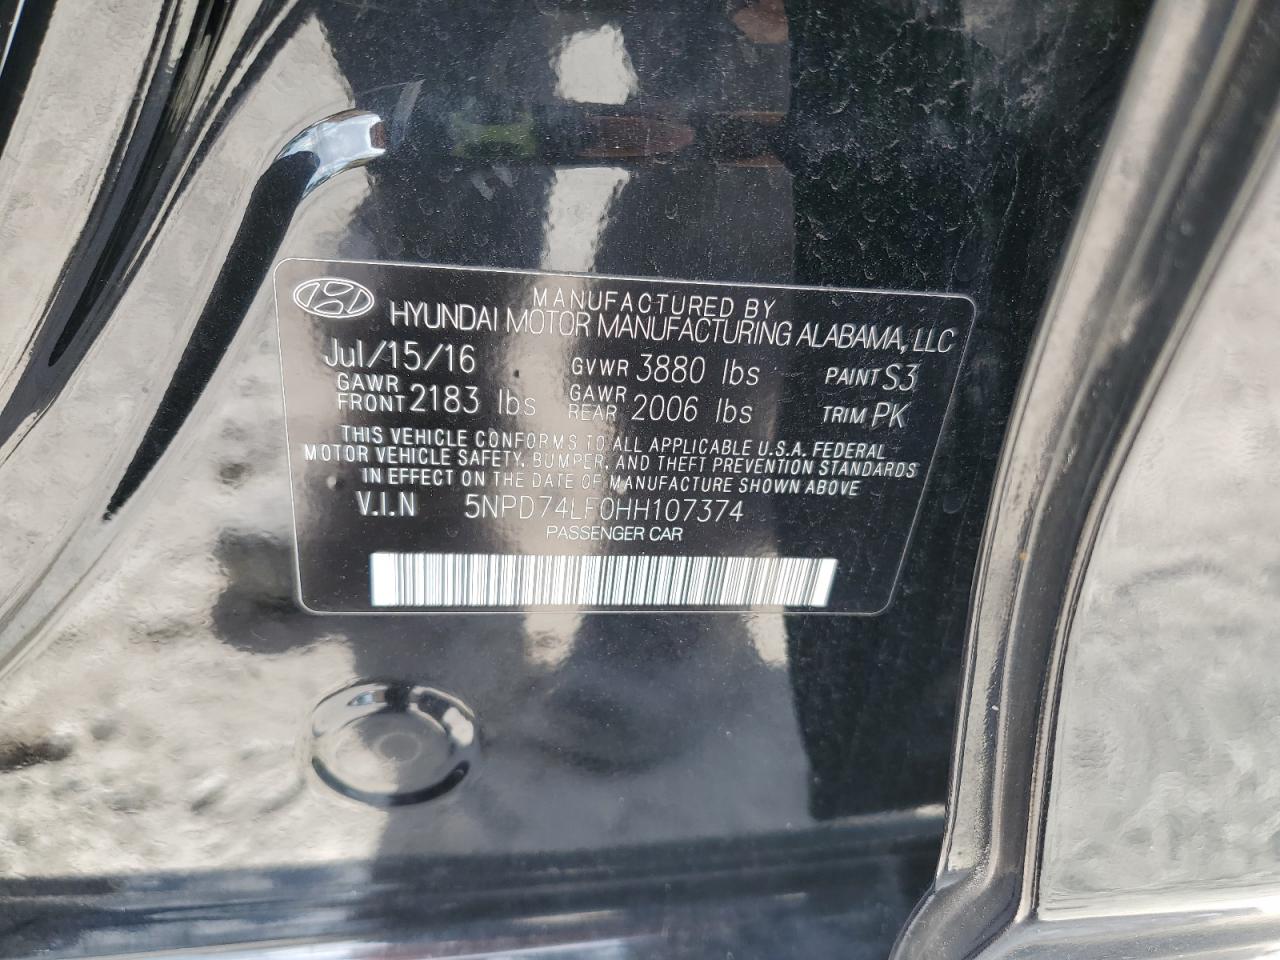 MANUFACTURED BY
HYUNDAI MOTOR MANUFACTURING ALABAMA, LLC
Jul/15/16 GVWR 3880 lbs PAINT S3
GAWR FRONT 2183 lbs GAWR REAR 2006 lbs TRIM PK
THIS VEHICLE CONFORMS TO ALL APPLICABLE U.S.A. FEDERAL
MOTOR VEHICLE SAFETY, BUMPER, AND THEFT PREVENTION STANDARDS
IN EFFECT ON THE DATE OF MANUFACTURE SHOWN ABOVE
V.I.N 5NPD74LF0HH107374
PASSENGER CAR